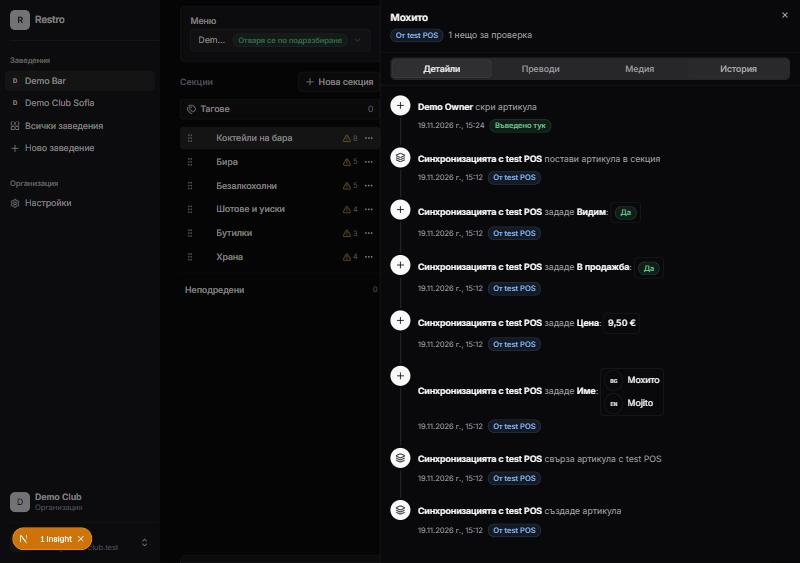 R Restro
Заведения
D Demo Bar
D Demo Club Sofia
Всички заведения
Ново заведение
Организация
Настройки
D Demo Club
Организация
1 Insight
club.test
Меню
Dem... Отваря се по подразбиране
Секции
Нова секция
Тагове 0
Коктейли на бара 8
Бира 5
Безалкохолни 5
Шотове и уиски 4
Бутилки 3
Храна 4
Неподредени 0
Мохито
От test POS 1 нещо за проверка
Детайли Преводи Медия История
Demo Owner скри артикула
19.11.2026 г., 15:24 Въведено тук
Синхронизацията с test POS постави артикула в секция
19.11.2026 г., 15:12 От test POS
Синхронизацията с test POS зададе Видим: Да
19.11.2026 г., 15:12 От test POS
Синхронизацията с test POS зададе В продажба: Да
19.11.2026 г., 15:12 От test POS
Синхронизацията с test POS зададе Цена: 9,50 €
19.11.2026 г., 15:12 От test POS
Синхронизацията с test POS зададе Име:
BG Мохито
EN Mojito
19.11.2026 г., 15:12 От test POS
Синхронизацията с test POS свърза артикула с test POS
19.11.2026 г., 15:12 От test POS
Синхронизацията с test POS създаде артикула
19.11.2026 г., 15:12 От test POS